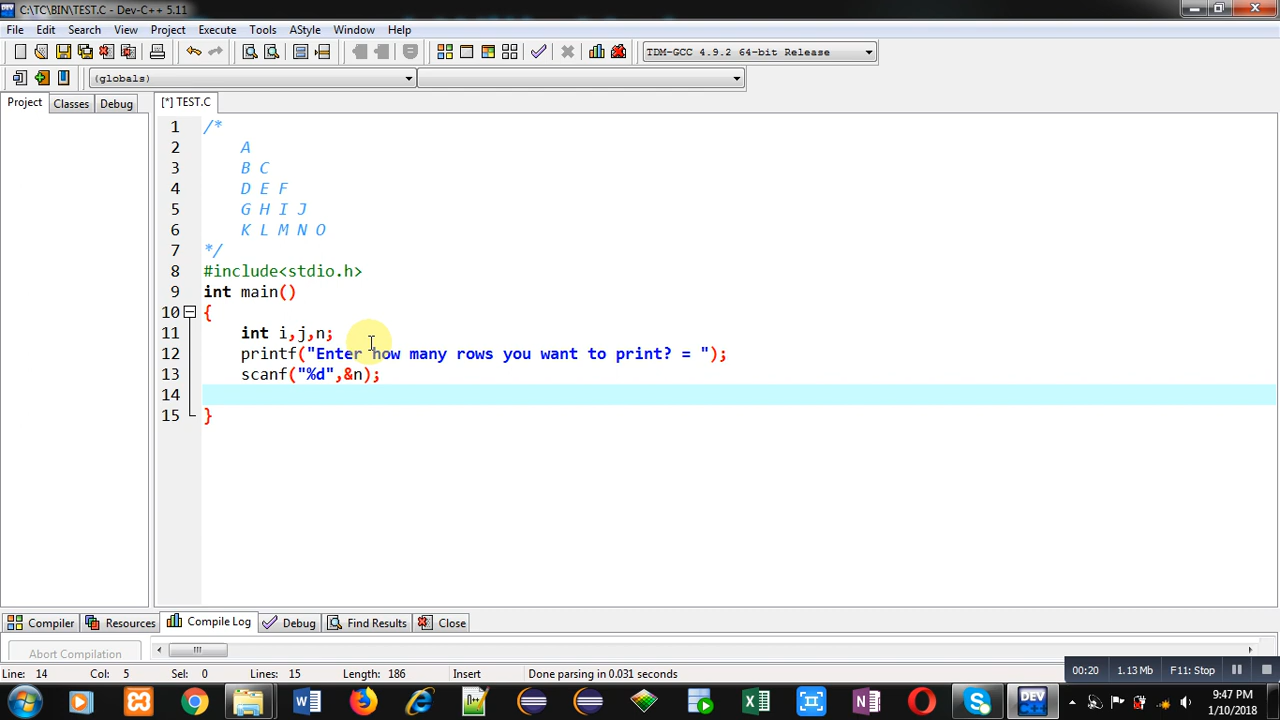 C:\TC\BIN\TEST.C - Dev-C++ 5.11
File Edit Search View Project Execute Tools AStyle Window Help
TDM-GCC 4.9.2 64-bit Release
(globals)
Project Classes Debug [*] TEST.C
1 /*
2 A
3 B C
4 D E F
5 G H I J
6 K L M N O
7 */
8 #include<stdio.h>
9 int main()
10 {
11 int i,j,n;
12 printf("Enter how many rows you want to print? = ");
13 scanf("%d",&n);
14
15 }
Compiler Resources Compile Log Debug Find Results Close
Abort Compilation
Line: 14 Col: 5 Sel: 0 Lines: 15 Length: 186 Insert Done parsing in 0.031 seconds
00:20 1.13 Mb F11: Stop
DEV
9:47 PM
1/10/2018